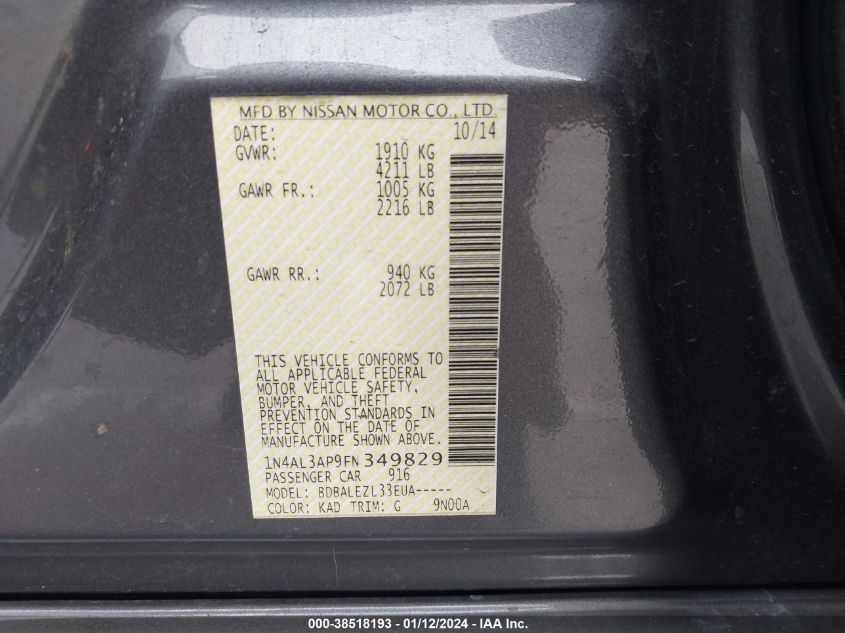 MFD BY NISSAN MOTOR CO., LTD.
DATE: 10/14
GVWR: 1910 KG
4211 LB
GAWR FR.: 1005 KG
2216 LB
GAWR RR.: 940 KG
2072 LB
THIS VEHICLE CONFORMS TO
ALL APPLICABLE FEDERAL
MOTOR VEHICLE SAFETY,
BUMPER, AND THEFT
PREVENTION STANDARDS IN
EFFECT ON THE DATE OF
MANUFACTURE SHOWN ABOVE.
1N4AL3AP9FN349829
PASSENGER CAR 916
MODEL: BDBALEZL33EUA-----
COLOR: KAD TRIM: G 9N00A
000-38518193 - 01/12/2024 - IAA Inc.